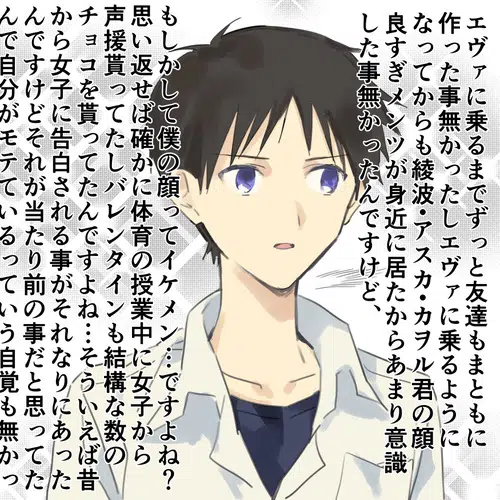 エヴァに乗るまでずっと友達もまともに
作った事無かったしエヴァに乗るように
なってからも綾波・アスカ・カヲル君の顔
良すぎメンツが身近に居たからあまり意識
した事無かったんですけど、
もしかして僕の顔ってイケメン…ですよね？
思い返せば確かに体育の授業中に女子から
声援貰ってたしバレンタインも結構な数の
チョコを貰ってたんですよね…そういえば昔
から女子に告白される事がそれなりにあった
んですけどそれが当たり前の事だと思ってた
んで自分がモテているっていう自覚も無かっ